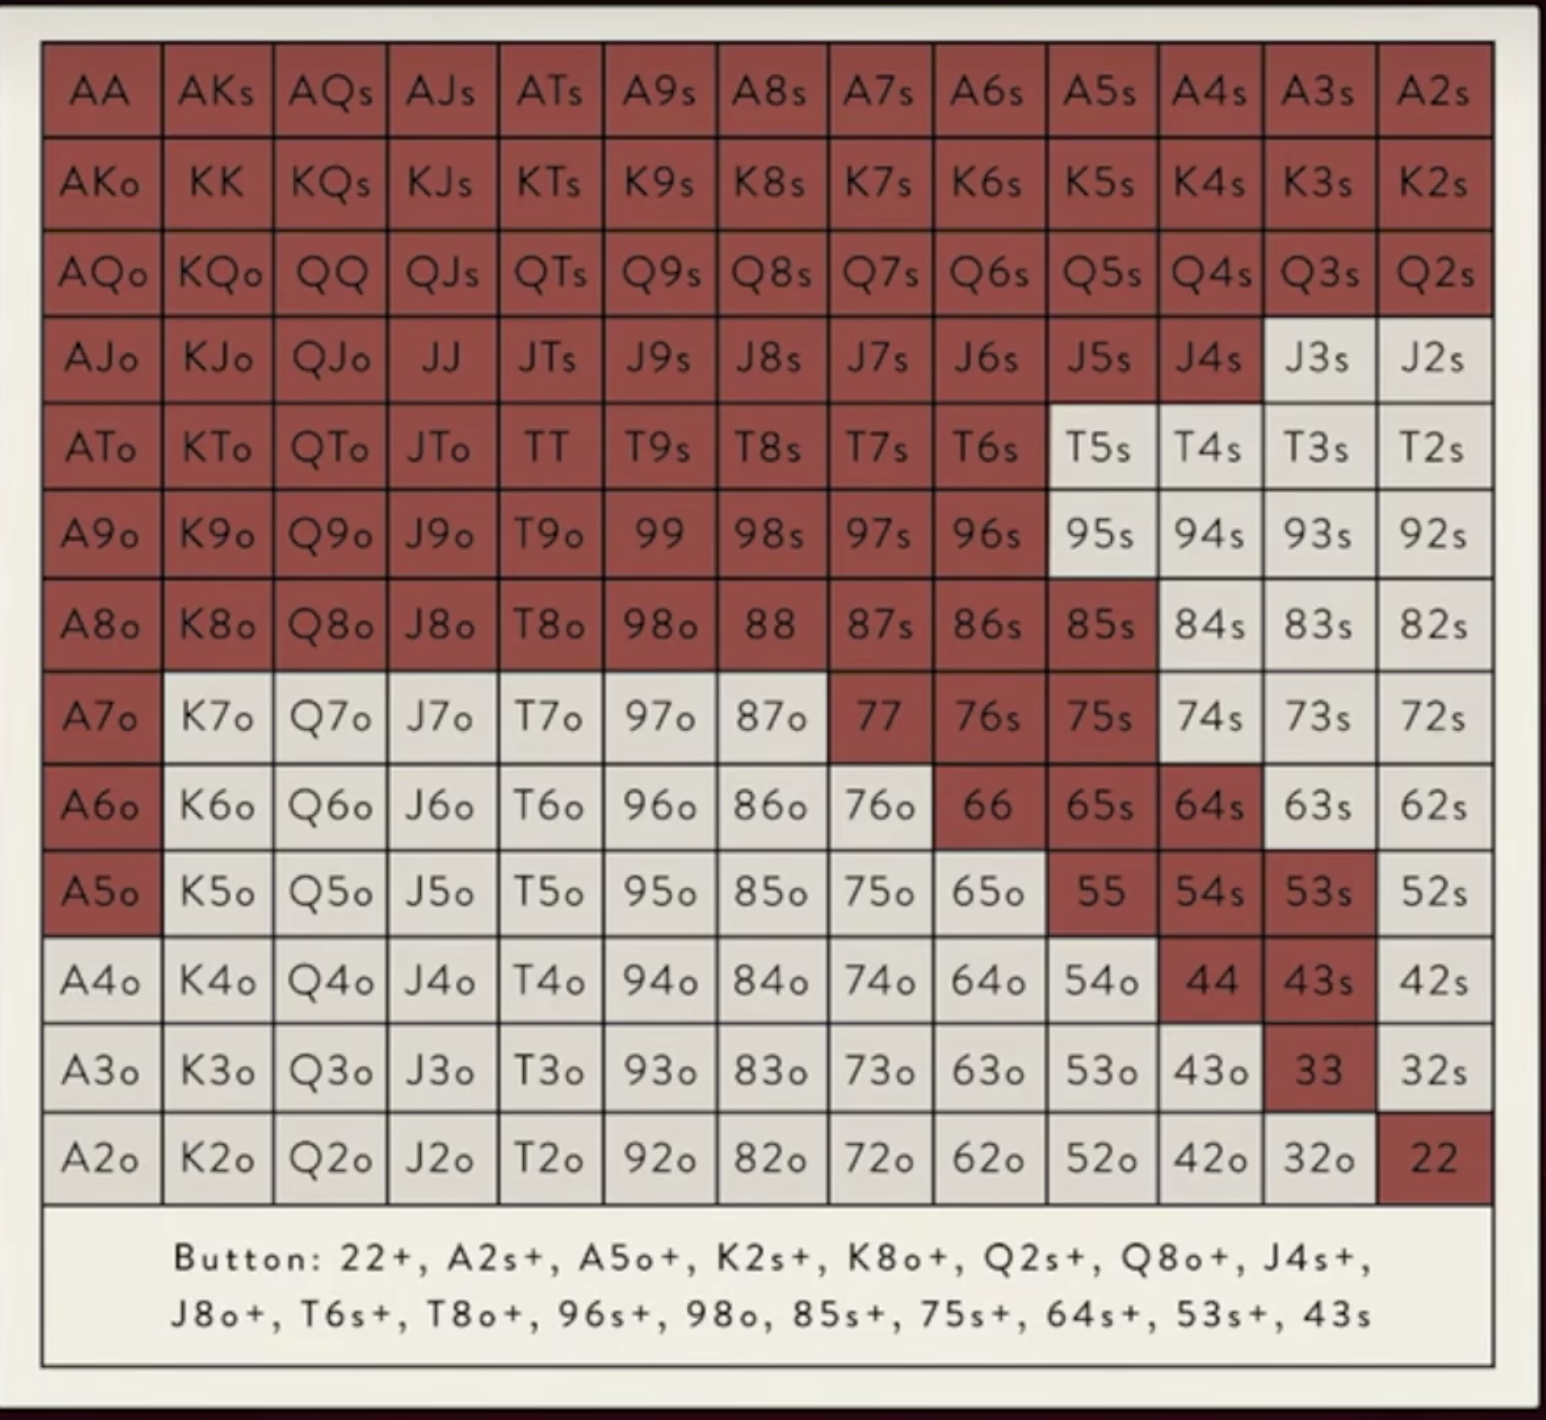 AA AKs AQs AJs ATs A9s A8s A7s A6s A5s A4s A3s A2s
AKo KK KQs KJs KTs K9s K8s K7s K6s K5s K4s K3s K2s
AQo KQo QQ QJs QTs Q9s Q8s Q7s Q6s Q5s Q4s Q3s Q2s
AJo KJo QJo JJ JTs J9s J8s J7s J6s J5s J4s J3s J2s
ATo KTo QTo JTo TT T9s T8s T7s T6s T5s T4s T3s T2s
A9o K9o Q9o J9o T9o 99 98s 97s 96s 95s 94s 93s 92s
A8o K8o Q8o J8o T8o 98o 88 87s 86s 85s 84s 83s 82s
A7o K7o Q7o J7o T7o 97o 87o 77 76s 75s 74s 73s 72s
A6o K6o Q6o J6o T6o 96o 86o 76o 66 65s 64s 63s 62s
A5o K5o Q5o J5o T5o 95o 85o 75o 65o 55 54s 53s 52s
A4o K4o Q4o J4o T4o 94o 84o 74o 64o 54o 44 43s 42s
A3o K3o Q3o J3o T3o 93o 83o 73o 63o 53o 43o 33 32s
A2o K2o Q2o J2o T2o 92o 82o 72o 62o 52o 42o 32o 22
Button: 22+, A2s+, A5o+, K2s+, K8o+, Q2s+, Q8o+, J4s+,
J8o+, T6s+, T8o+, 96s+, 98o, 85s+, 75s+, 64s+, 53s+, 43s